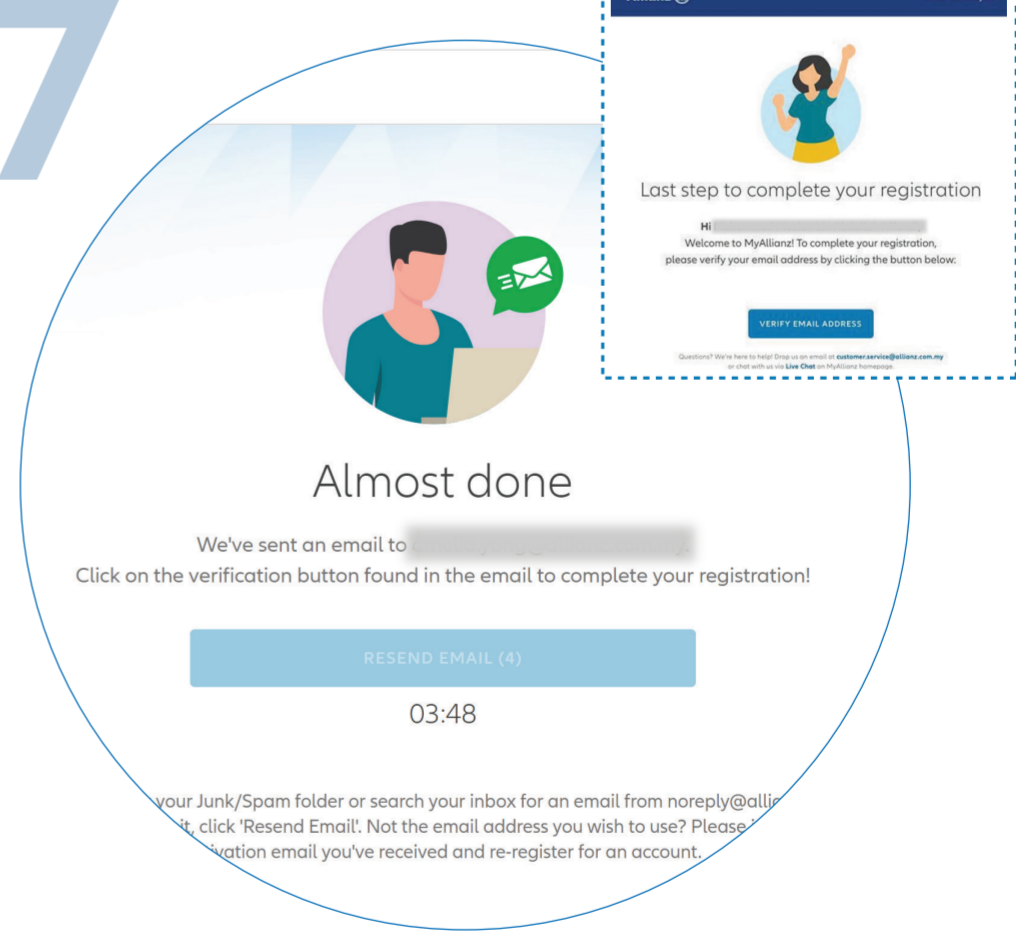 7
Last step to complete your registration
Hi
Welcome to MyAllianz! To complete your registration,
please verify your email address by clicking the button below:
VERIFY EMAIL ADDRESS
Questions? We're here to help! Drop us an email at customer.service@allianz.com.my
or chat with us via Live Chat on MyAllianz homepage.
Almost done
We've sent an email to
Click on the verification button found in the email to complete your registration!
RESEND EMAIL (4)
03:48
your Junk/Spam folder or search your inbox for an email from
it, click 'Resend Email'. Not the email address you wish to use? Please
email you've received and re-register for an account.